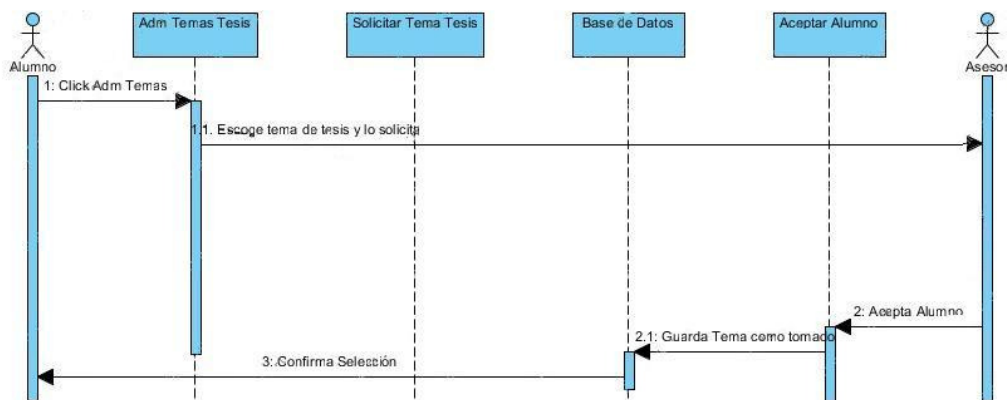 Adm Temas Tesis
Solicitar Tema Tesis
Base de Datos
Aceptar Alumno
Alumno
Asesor
1: Click Adm Temas
1.1. Escoge tema de tesis y lo solicita
2: Acepta Alumno
2.1: Guarda Tema como tomado
3: Confirma Selección